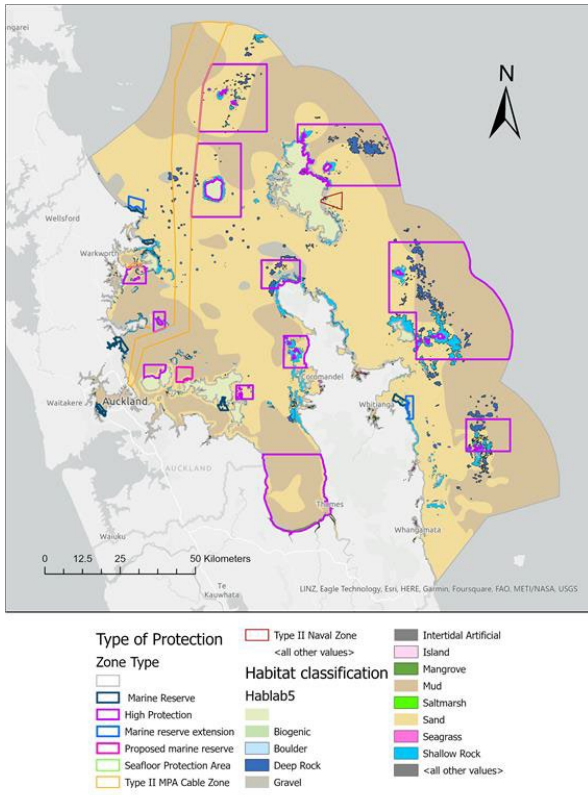 ngarei
N
Wellsford
Warkworth
Coromandel
Whitianga
Waitakere
Auckland
AUCKLAND
Thames
Waiuku
Whangamata
0 12.5 25 50 Kilometers
Te
Kauwhata
LINZ, Eagle Technology, Esri, HERE, Garmin, Foursquare, FAO, METI/NASA, USGS
Type of Protection
Zone Type
Marine Reserve
High Protection
Marine reserve extension
Proposed marine reserve
Seafloor Protection Area
Type II MPA Cable Zone
Type II Naval Zone
<all other values>
Habitat classification
Hablab5
Biogenic
Boulder
Deep Rock
Gravel
Intertidal Artificial
Island
Mangrove
Mud
Saltmarsh
Sand
Seagrass
Shallow Rock
<all other values>